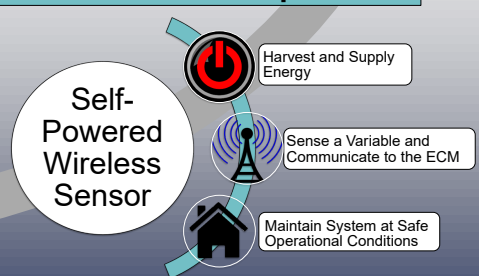 Self-
Powered
Wireless
Sensor
Harvest and Supply
Energy
Sense a Variable and
Communicate to the ECM
Maintain System at Safe
Operational Conditions